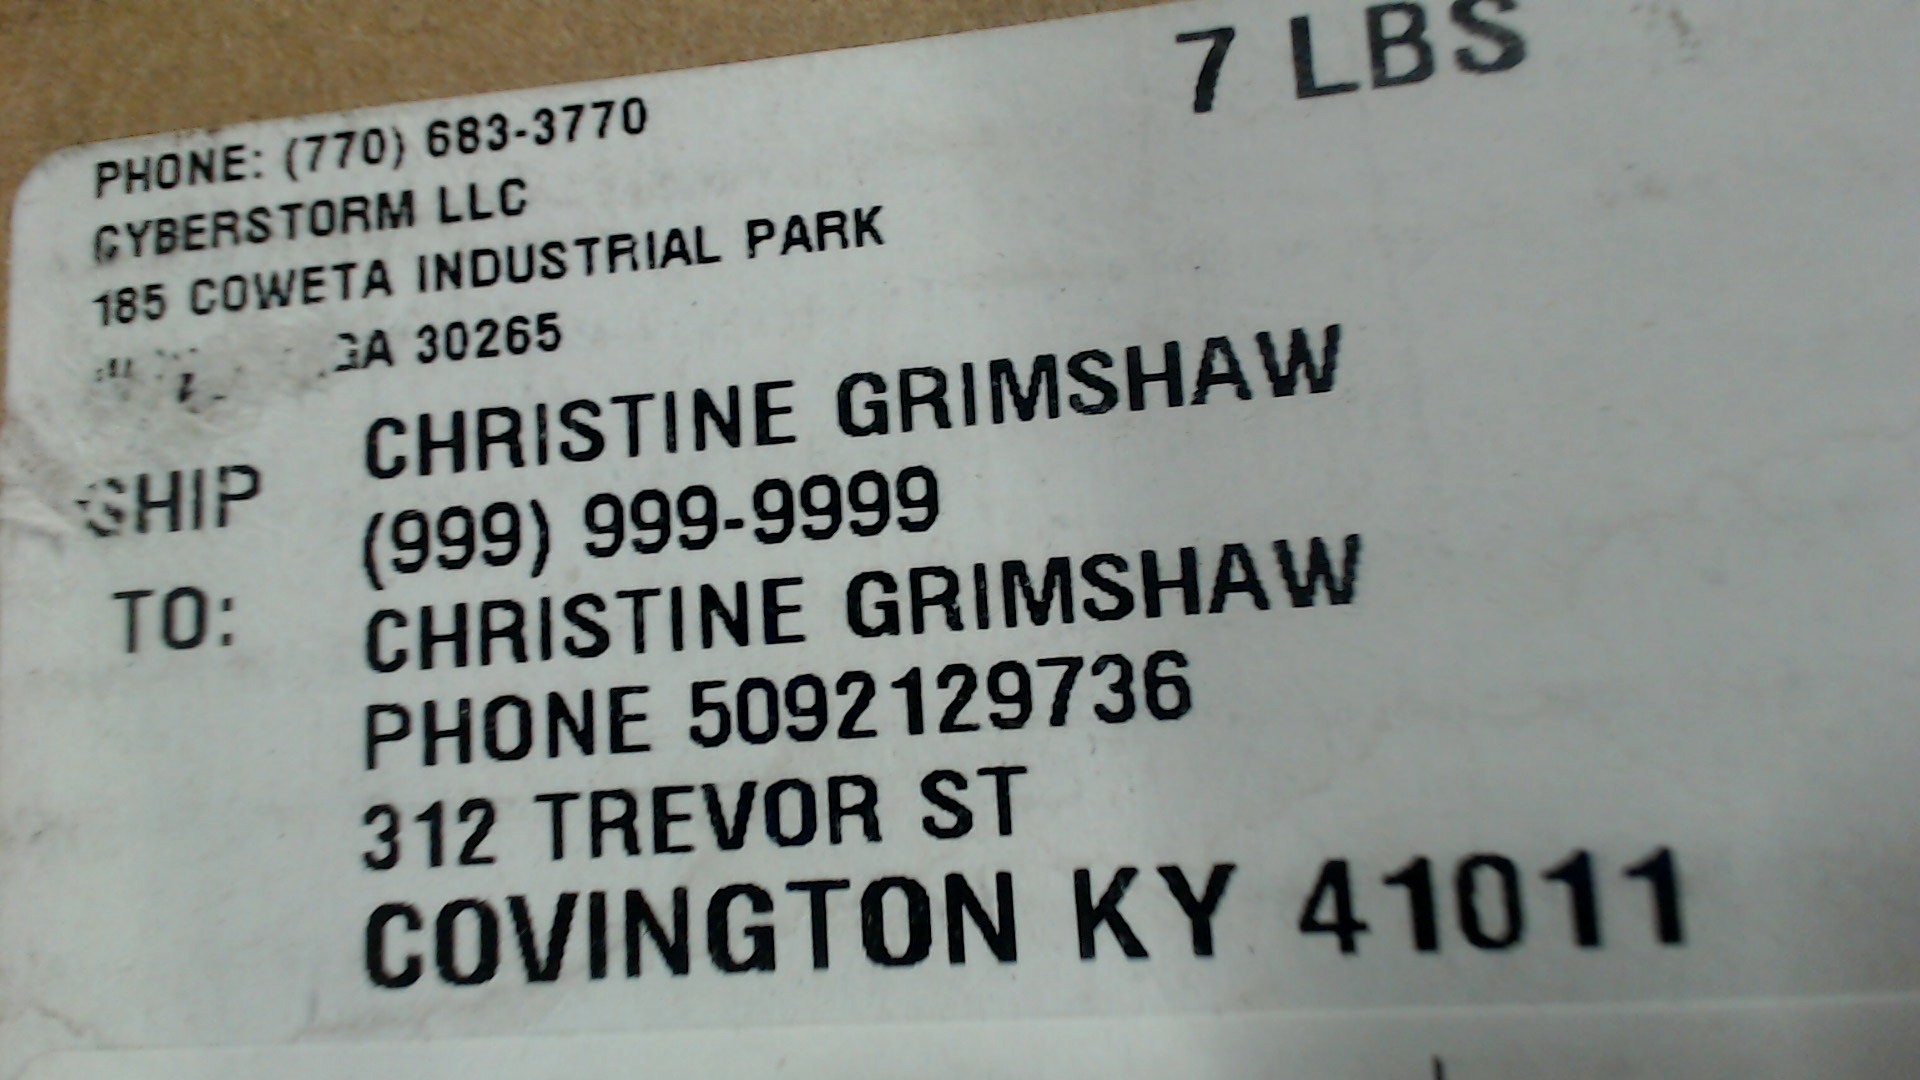 7 LBS
PHONE: (770) 683-3770
CYBERSTORM LLC
185 COWETA INDUSTRIAL PARK
GA 30265
SHIP TO:
CHRISTINE GRIMSHAW
(999) 999-9999
CHRISTINE GRIMSHAW
PHONE 5092129736
312 TREVOR ST
COVINGTON KY 41011